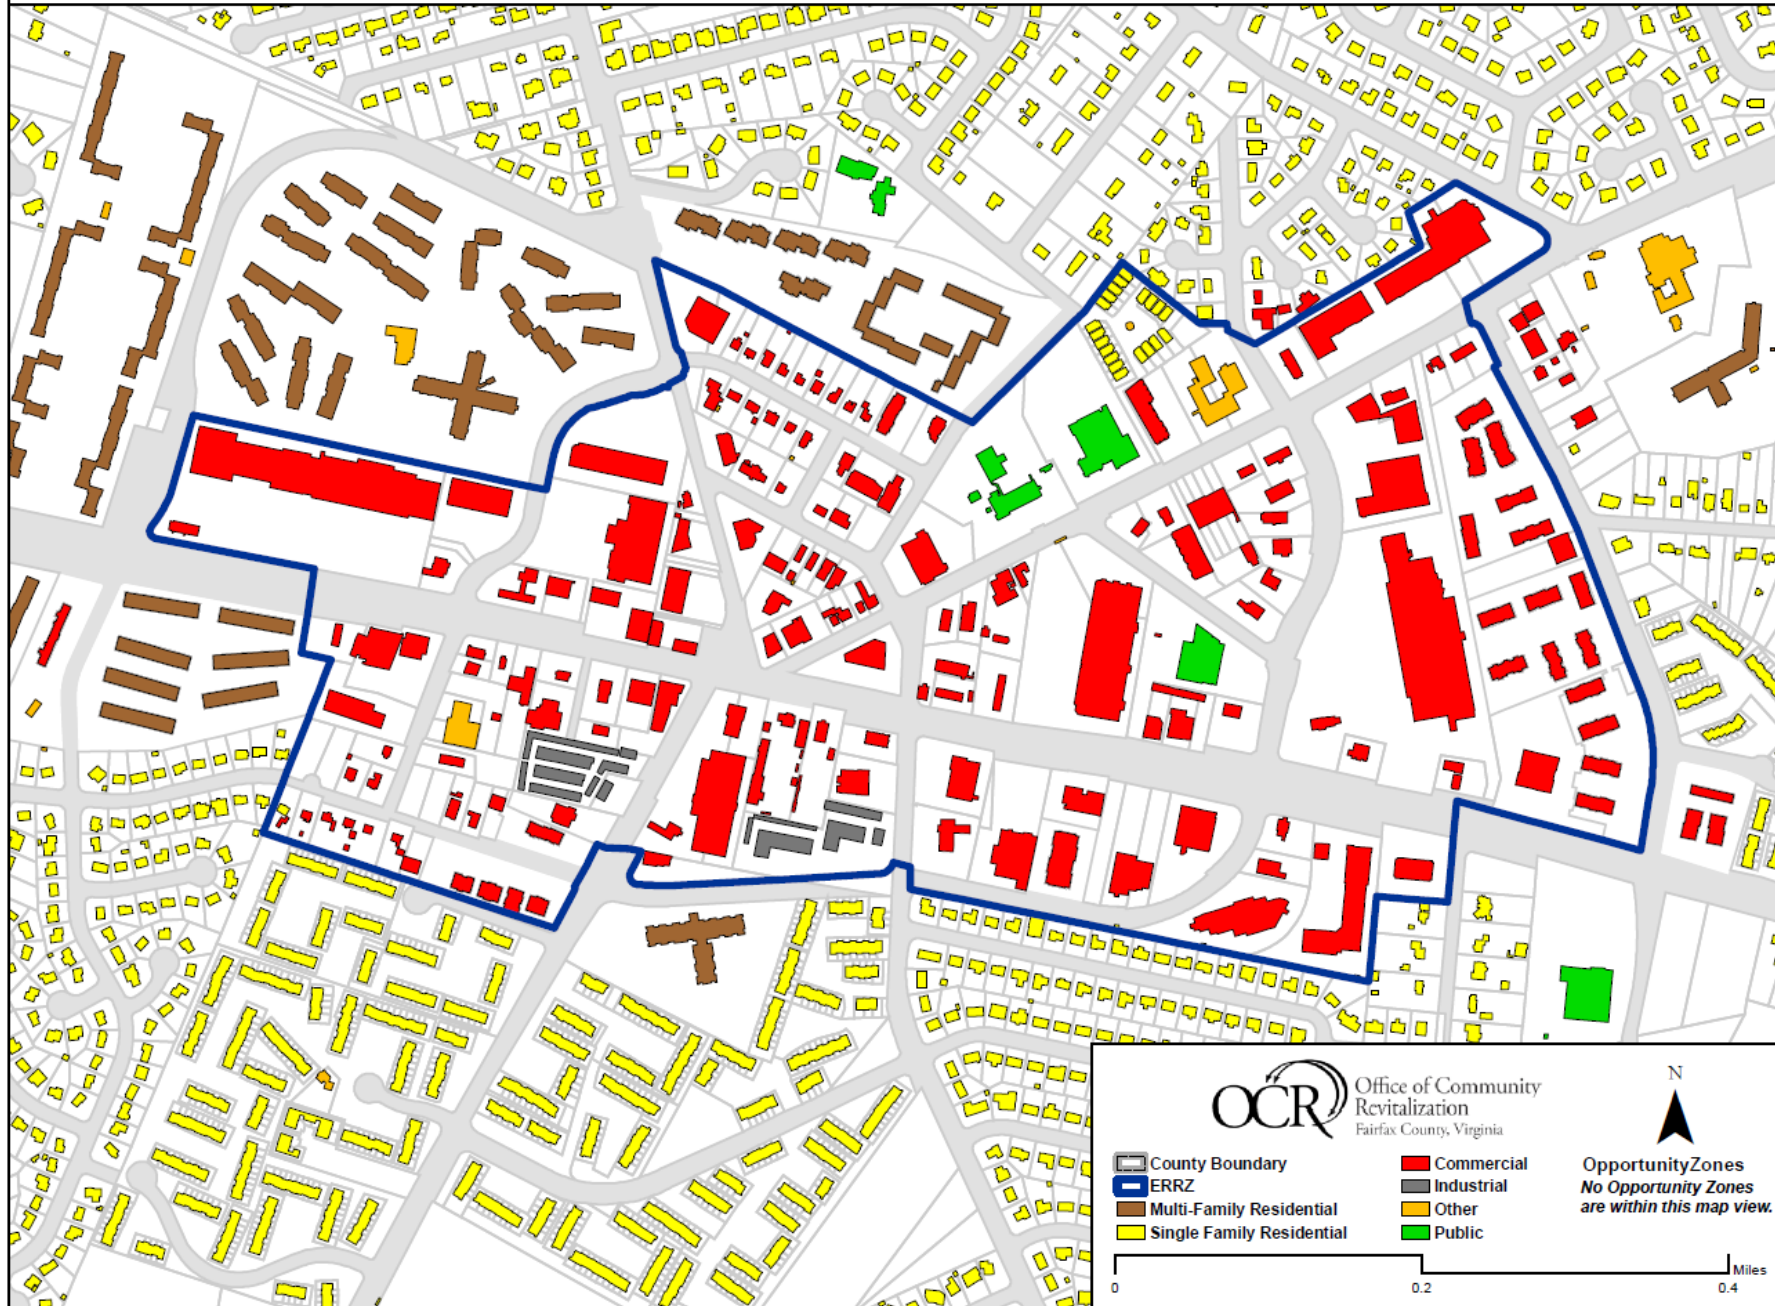 OCR
Office of Community
Revitalization
Fairfax County, Virginia
N
County Boundary
ERRZ
Multi-Family Residential
Single Family Residential
Commercial
Industrial
Other
Public
OpportunityZones
No Opportunity Zones
are within this map view.
Miles
0 0.2 0.4